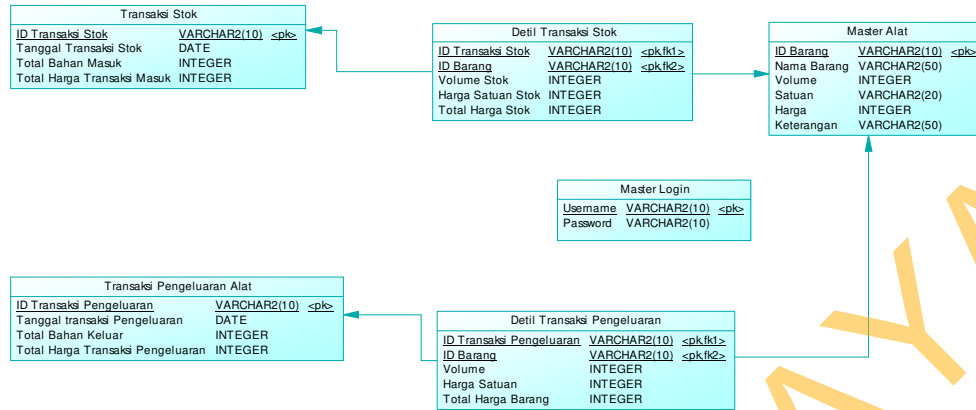 Transaksi Stok
ID Transaksi Stok VARCHAR2(10) <pk>
Tanggal Transaksi Stok DATE
Total Bahan Masuk INTEGER
Total Harga Transaksi Masuk INTEGER
Detil Transaksi Stok
ID Transaksi Stok VARCHAR2(10) <pk,fk1>
ID Barang VARCHAR2(10) <pk,fk2>
Volume Stok INTEGER
Harga Satuan Stok INTEGER
Total Harga Stok INTEGER
Master Alat
ID Barang VARCHAR2(10) <pk>
Nama Barang VARCHAR2(50)
Volume INTEGER
Satuan VARCHAR2(20)
Harga INTEGER
Keterangan VARCHAR2(50)
Master Login
Username VARCHAR2(10) <pk>
Password VARCHAR2(10)
Transaksi Pengeluaran Alat
ID Transaksi Pengeluaran VARCHAR2(10) <pk>
Tanggal transaksi Pengeluaran DATE
Total Bahan Keluar INTEGER
Total Harga Transaksi Pengeluaran INTEGER
Detil Transaksi Pengeluaran
ID Transaksi Pengeluaran VARCHAR2(10) <pk,fk1>
ID Barang VARCHAR2(10) <pk,fk2>
Volume INTEGER
Harga Satuan INTEGER
Total Harga Barang INTEGER